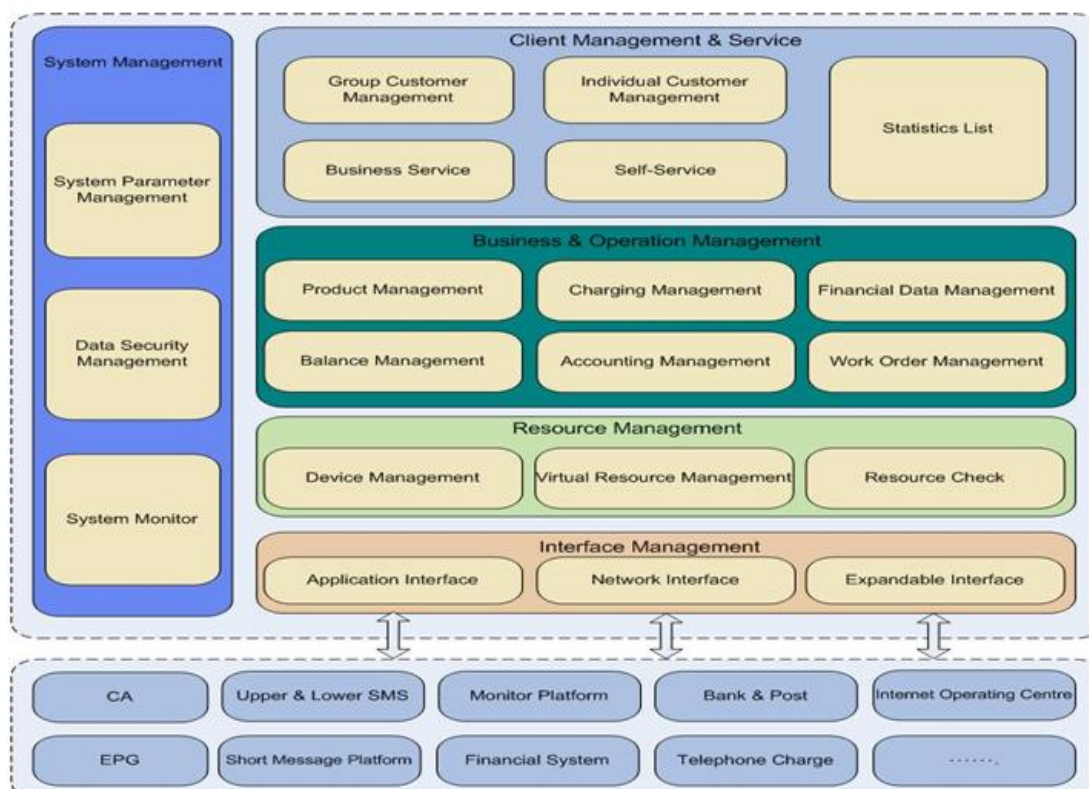 System Management
System Parameter
Management
Data Security
Management
System Monitor
Client Management & Service
Group Customer
Management
Individual Customer
Management
Statistics List
Business Service
Self-Service
Business & Operation Management
Product Management
Charging Management
Financial Data Management
Balance Management
Accounting Management
Work Order Management
Resource Management
Device Management
Virtual Resource Management
Resource Check
Interface Management
Application Interface
Network Interface
Expandable Interface
CA
Upper & Lower SMS
Monitor Platform
Bank & Post
Internet Operating Centre
EPG
Short Message Platform
Financial System
Telephone Charge
······.